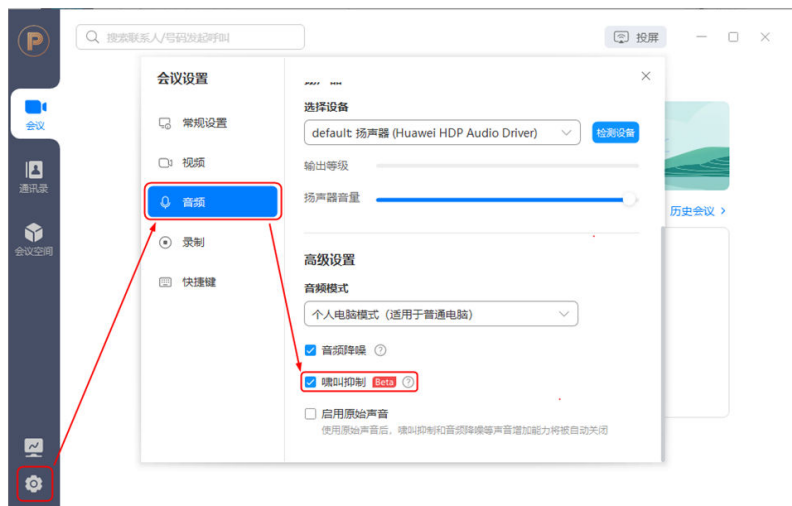 P
搜索联系人/号码发起呼叫
投屏
会议
通讯录
会议空间
历史会议 >
会议设置
常规设置
视频
音频
录制
快捷键
选择设备
default: 扬声器 (Huawei HDP Audio Driver)
检测设备
输出等级
扬声器音量
高级设置
音频模式
个人电脑模式（适用于普通电脑）
音频降噪 ?
啸叫抑制 Beta ?
启用原始声音
使用原始声音后，啸叫抑制和音频降噪等声音增加能力将被自动关闭